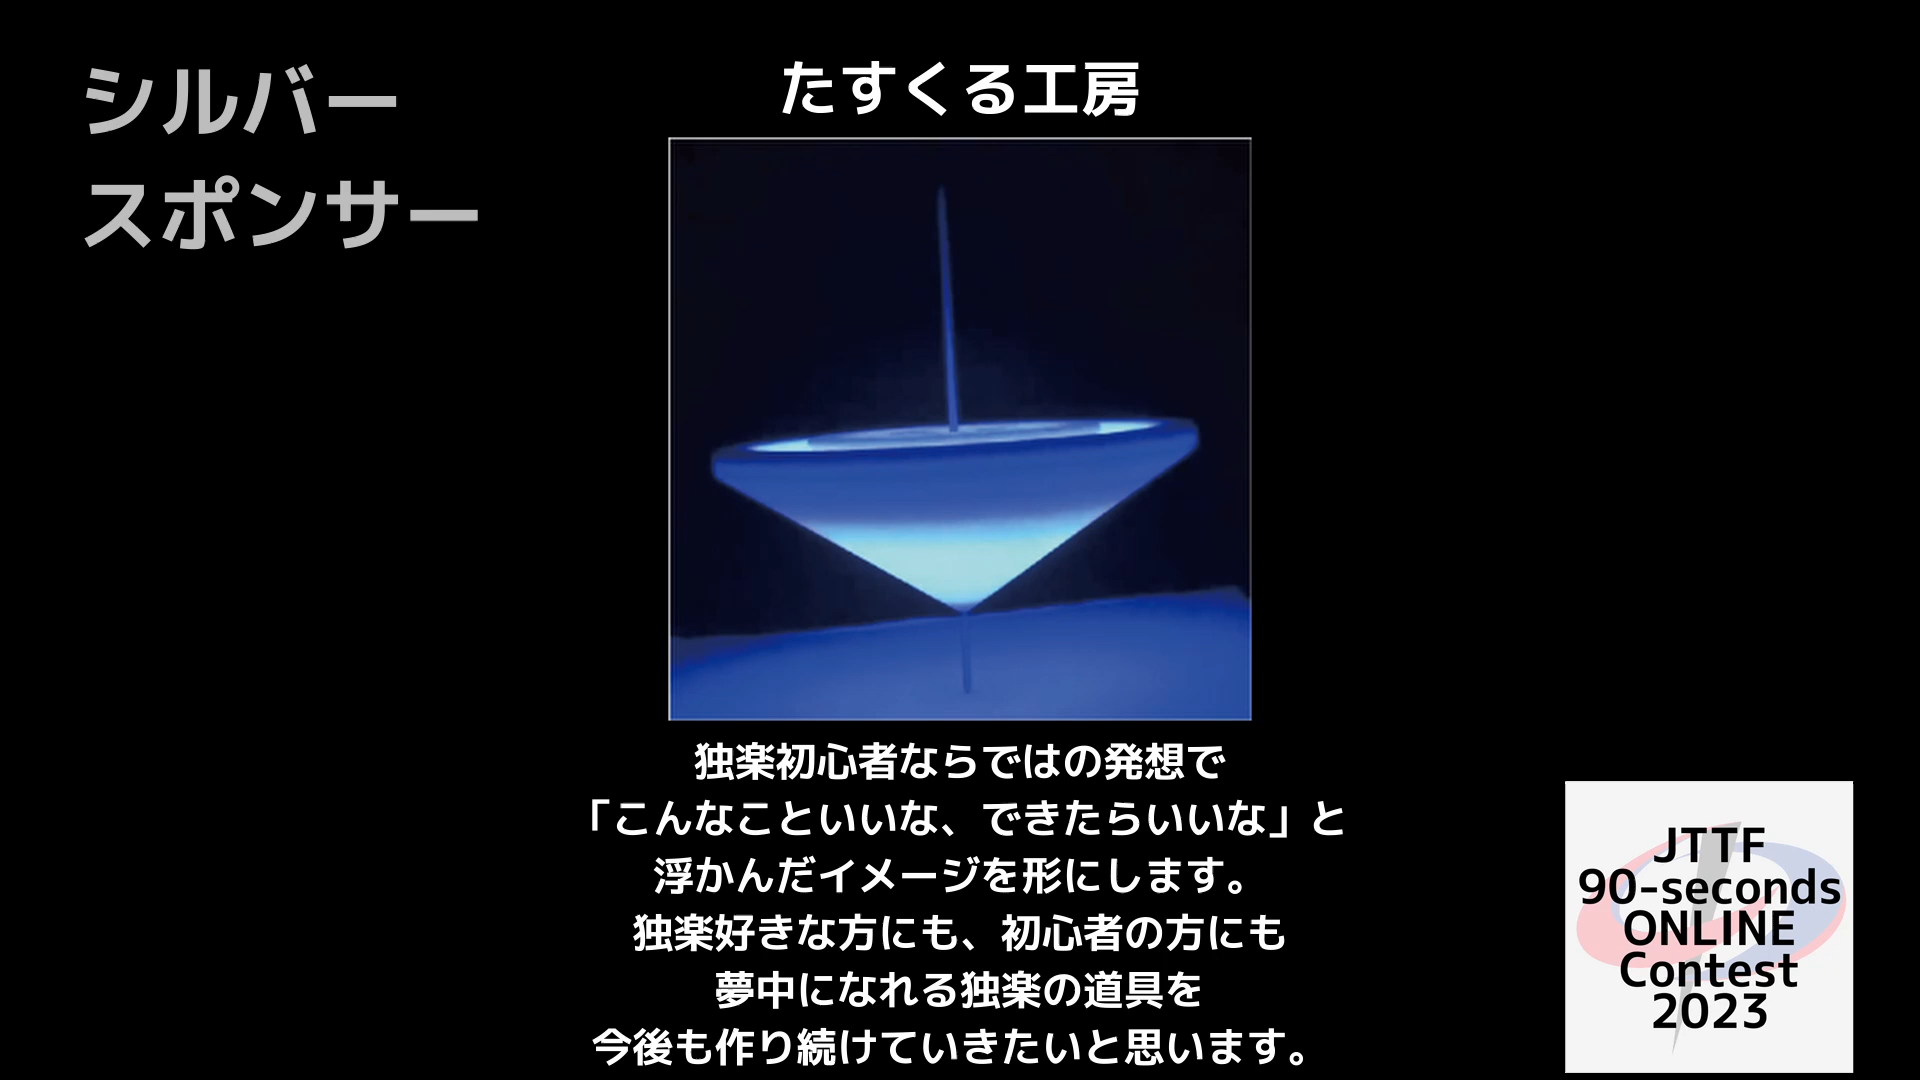 シルバー
スポンサー
たすくる工房
独楽初心者ならではの発想で
「こんなこといいな、できたらいいな」と
浮かんだイメージを形にします。
独楽好きな方にも、初心者の方にも
夢中になれる独楽の道具を
今後も作り続けていきたいと思います。
JTTF
90-seconds
ONLINE
Contest
2023